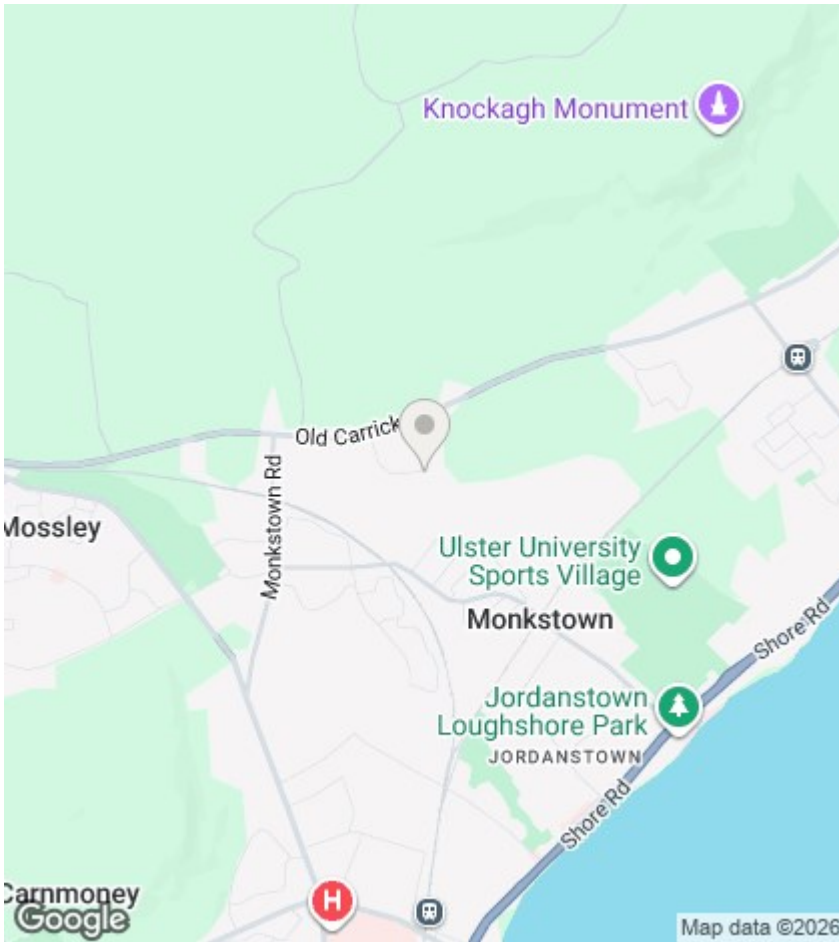 Knockagh Monument
Old Carrick
Monkstown Rd
Mossley
Ulster University
Sports Village
Monkstown
Shore Rd
Jordanstown
Loughshore Park
JORDANSTOWN
Shore Rd
Carnmoney
H
Google
Map data ©2026